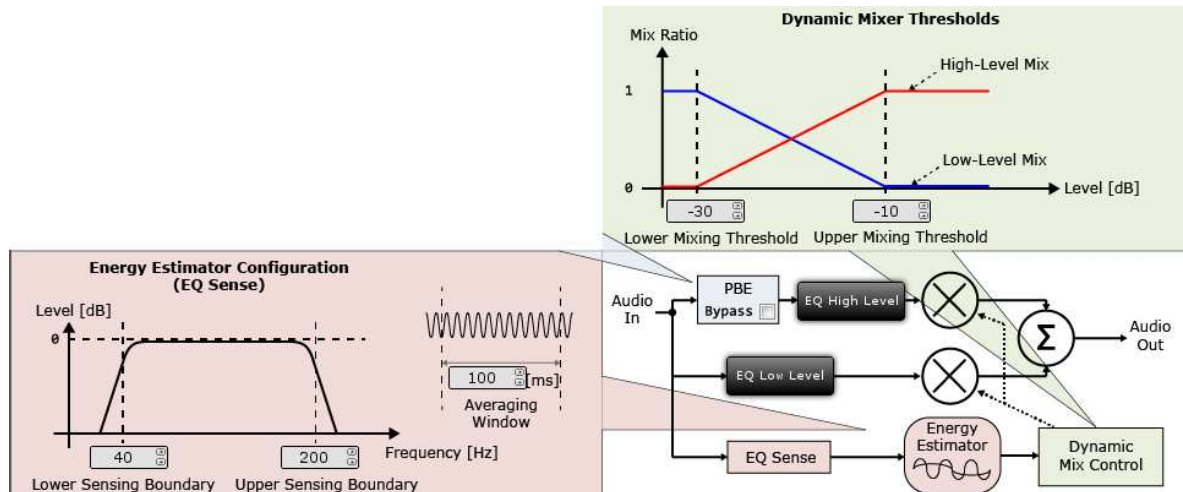 Dynamic Mixer Thresholds
Mix Ratio
High-Level Mix
1
Low-Level Mix
0
Level [dB]
-30
-10
Lower Mixing Threshold
Upper Mixing Threshold
Energy Estimator Configuration
(EQ Sense)
Level [dB]
0
100
[ms]
Averaging
Window
Frequency [Hz]
40
200
Lower Sensing Boundary
Upper Sensing Boundary
Audio
In
PBE
Bypass
EQ High Level
Σ
Audio
Out
EQ Low Level
EQ Sense
Energy
Estimator
Dynamic
Mix Control